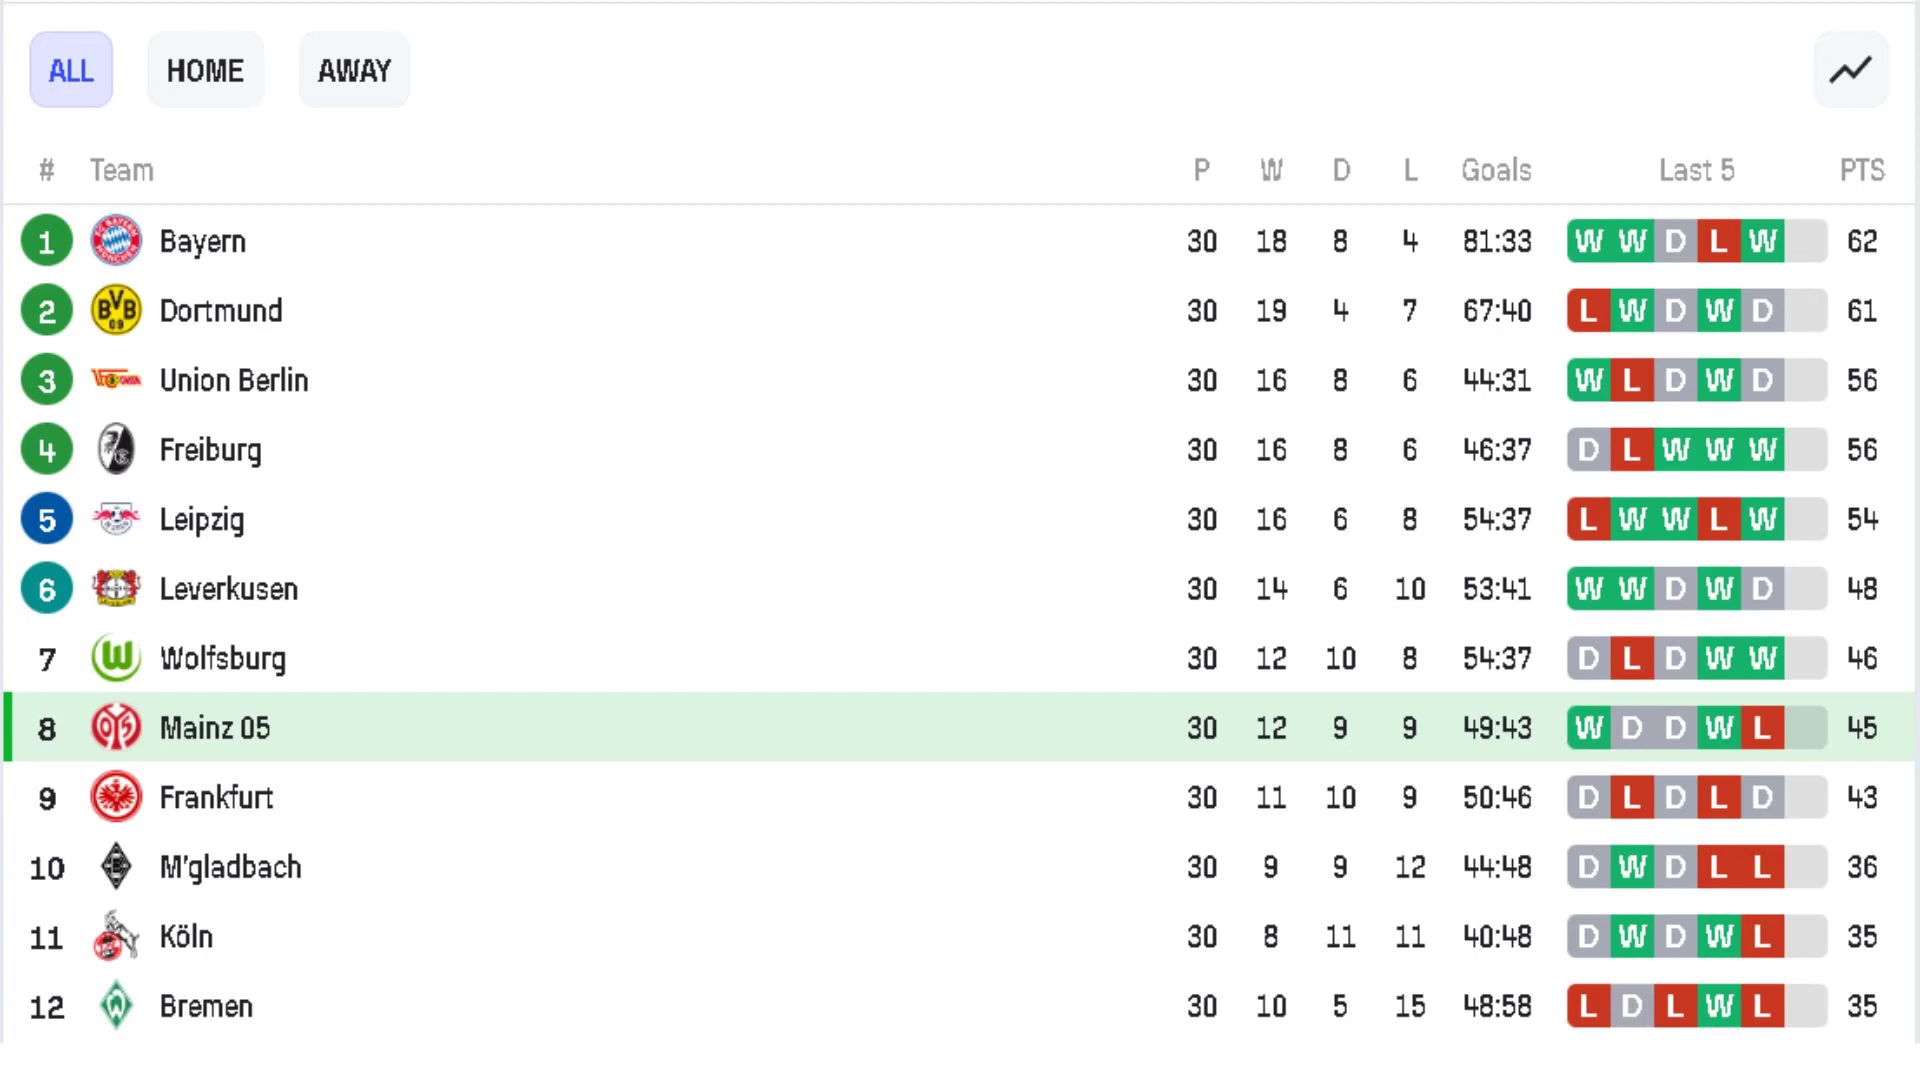 ALL HOME AWAY
# Team P W D L Goals Last 5 PTS
1 Bayern 30 18 8 4 81:33 W W D L W 62
2 BVB 09 Dortmund 30 19 4 7 67:40 L W D W D 61
3 Union Berlin 30 16 8 6 44:31 W L D W D 56
4 Freiburg 30 16 8 6 46:37 D L W W W 56
5 Leipzig 30 16 6 8 54:37 L W W L W 54
6 Leverkusen 30 14 6 10 53:41 W W D W D 48
7 W Wolfsburg 30 12 10 8 54:37 D L D W W 46
8 Mainz 05 30 12 9 9 49:43 W D D W L 45
9 Frankfurt 30 11 10 9 50:46 D L D L D 43
10 M'gladbach 30 9 9 12 44:48 D W D L L 36
11 Köln 30 8 11 11 40:48 D W D W L 35
12 W Bremen 30 10 5 15 48:58 L D L W L 35